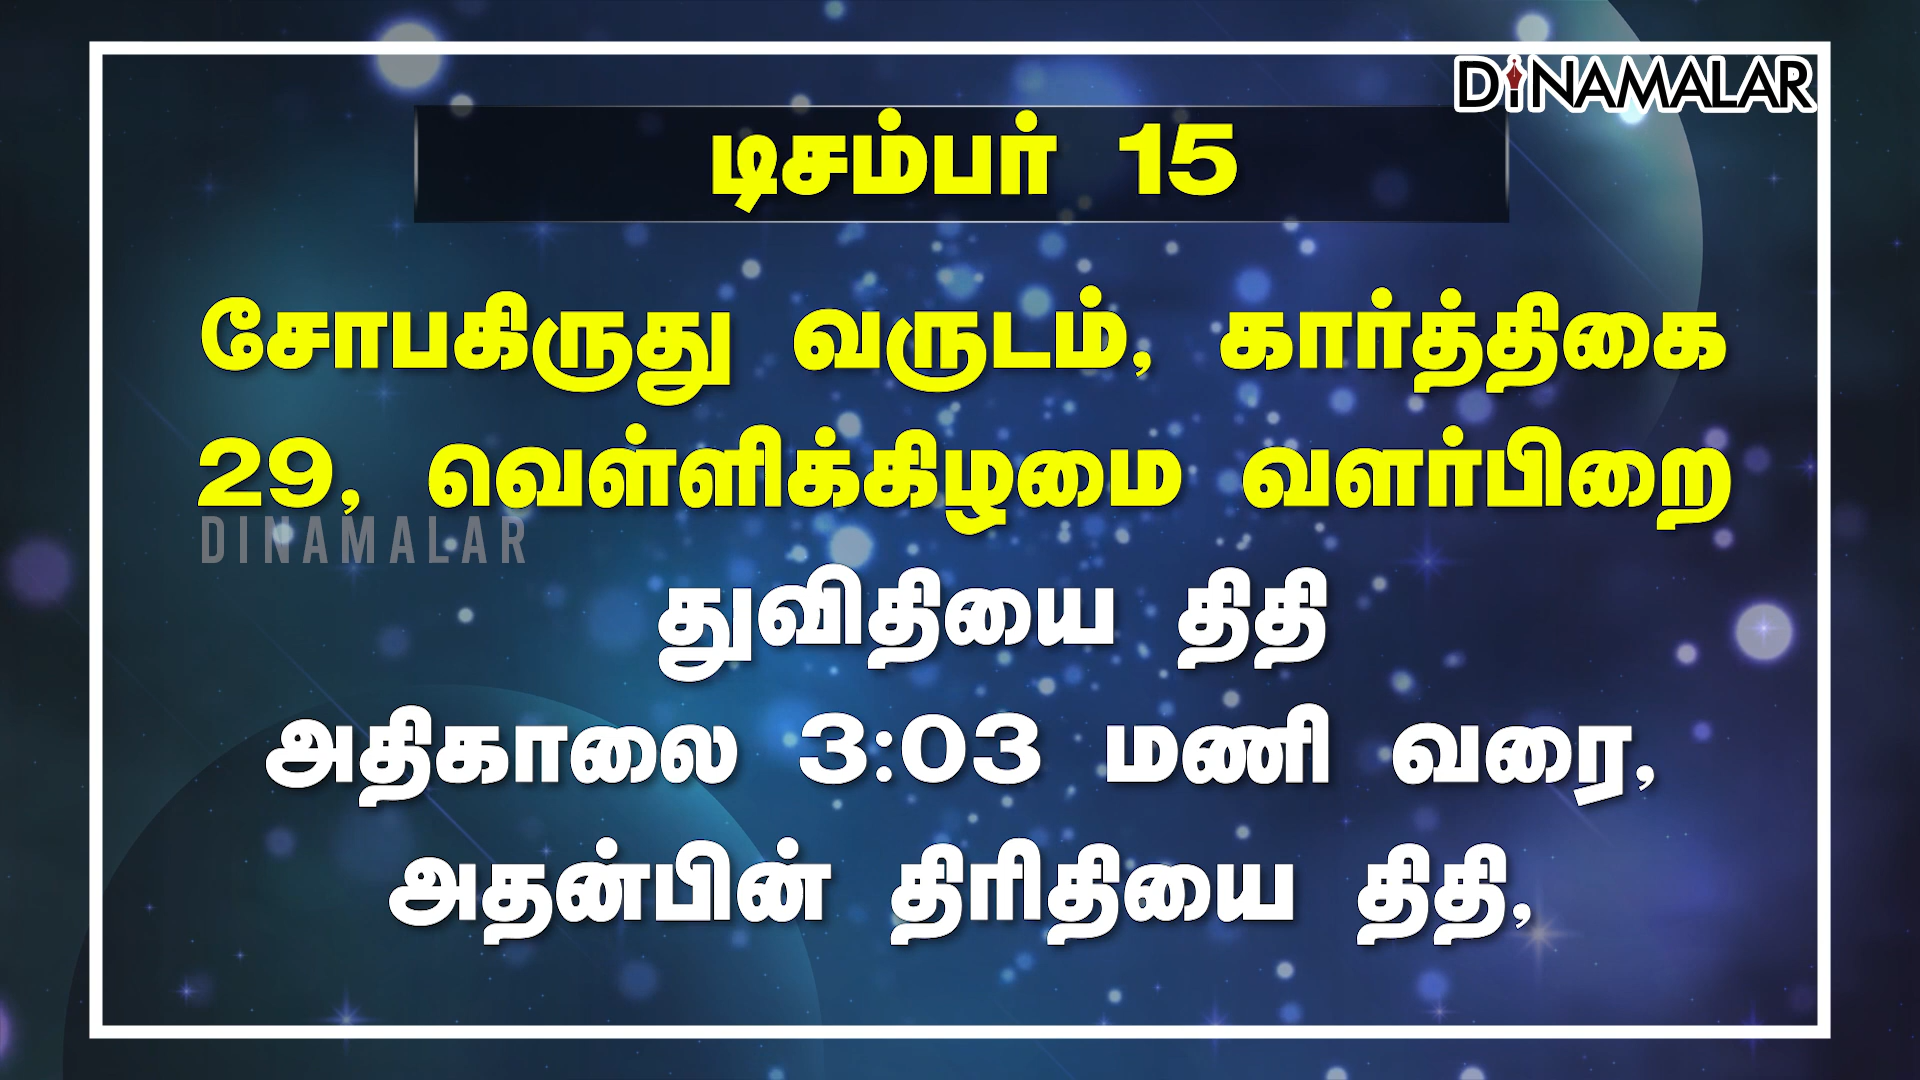 DINAMALAR
டிசம்பர் 15
சோபகிருது வருடம், கார்த்திகை
29, வெள்ளிக்கிழமை வளர்பிறை
DINAMALAR
துவிதியை திதி
அதிகாலை 3:03 மணி வரை,
அதன்பின் திரிதியை திதி,